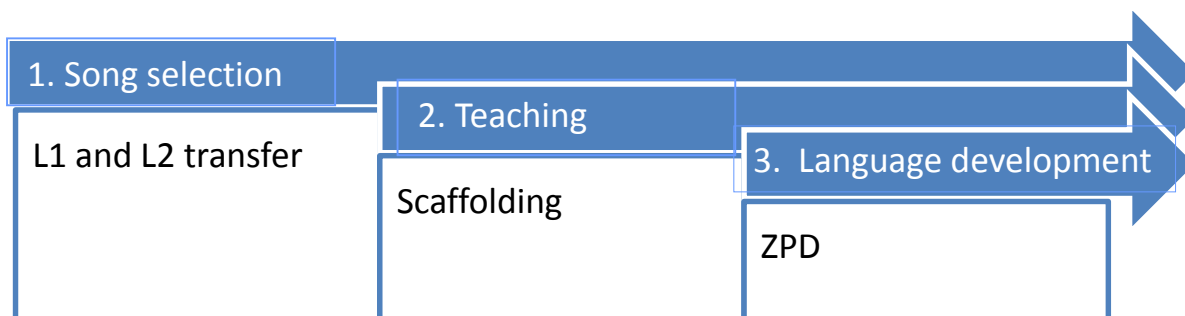 1. Song selection
L1 and L2 transfer
2. Teaching
Scaffolding
3. Language development
ZPD